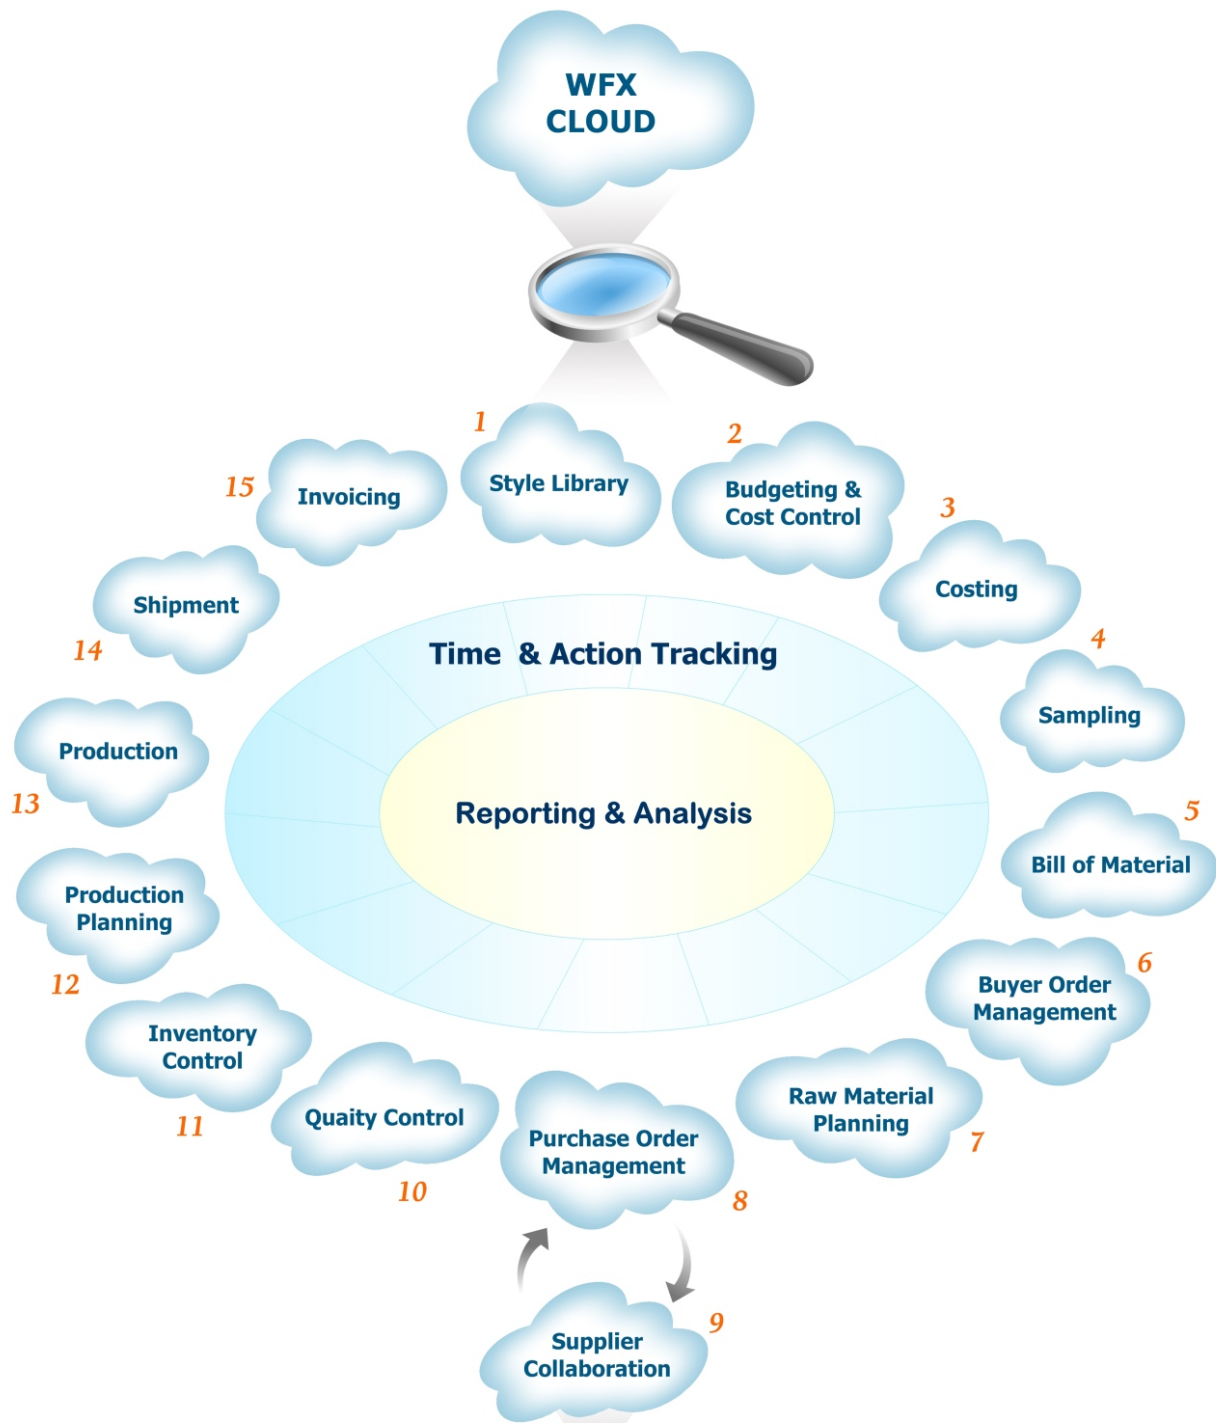 WFX
CLOUD
1
Style Library
2
Budgeting &
Cost Control
3
Costing
4
Sampling
5
Bill of Material
6
Buyer Order
Management
7
Raw Material
Planning
8
Purchase Order
Management
9
Supplier
Collaboration
10
Quaity Control
11
Inventory
Control
12
Production
Planning
13
Production
14
Shipment
15
Invoicing
Time & Action Tracking
Reporting & Analysis